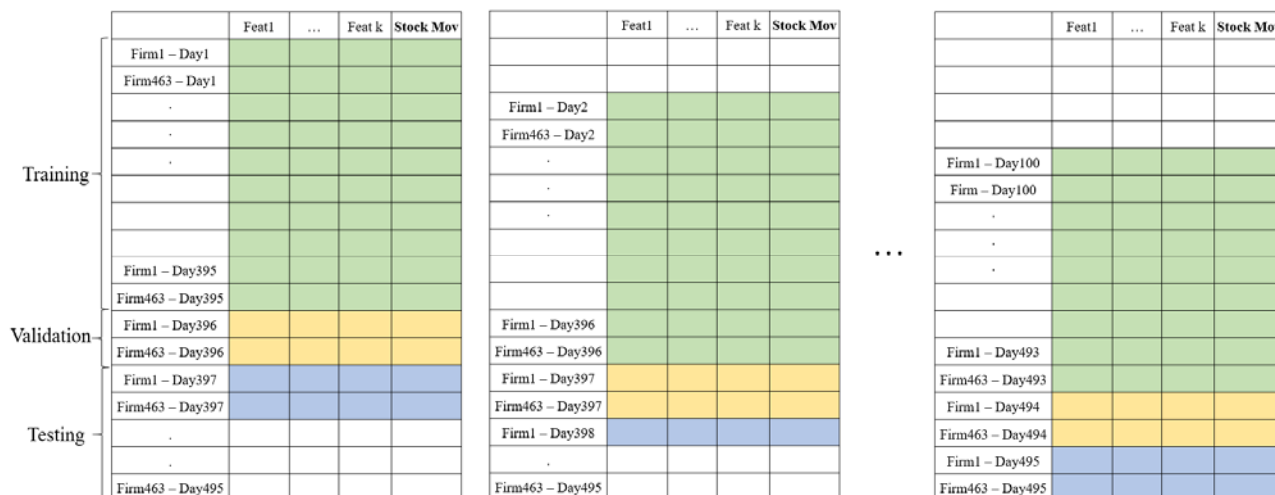 Feat1 … Feat k Stock Mov
Firm1 – Day1
Firm463 – Day1
.
.
.
Firm1 – Day395
Firm463 – Day395
Firm1 – Day396
Firm463 – Day396
Firm1 – Day397
Firm463 – Day397
.
.
Firm463 – Day495
Training
Validation
Testing
Feat1 … Feat k Stock Mov
Firm1 – Day2
Firm463 – Day2
.
.
.
Firm1 – Day396
Firm463 – Day396
Firm1 – Day397
Firm463 – Day397
Firm1 – Day398
.
Firm463 – Day495
…
Feat1 … Feat k Stock Mov
Firm1 – Day100
Firm – Day100
.
.
.
Firm1 – Day493
Firm463 – Day493
Firm1 – Day494
Firm463 – Day494
Firm1 – Day495
Firm463 – Day495